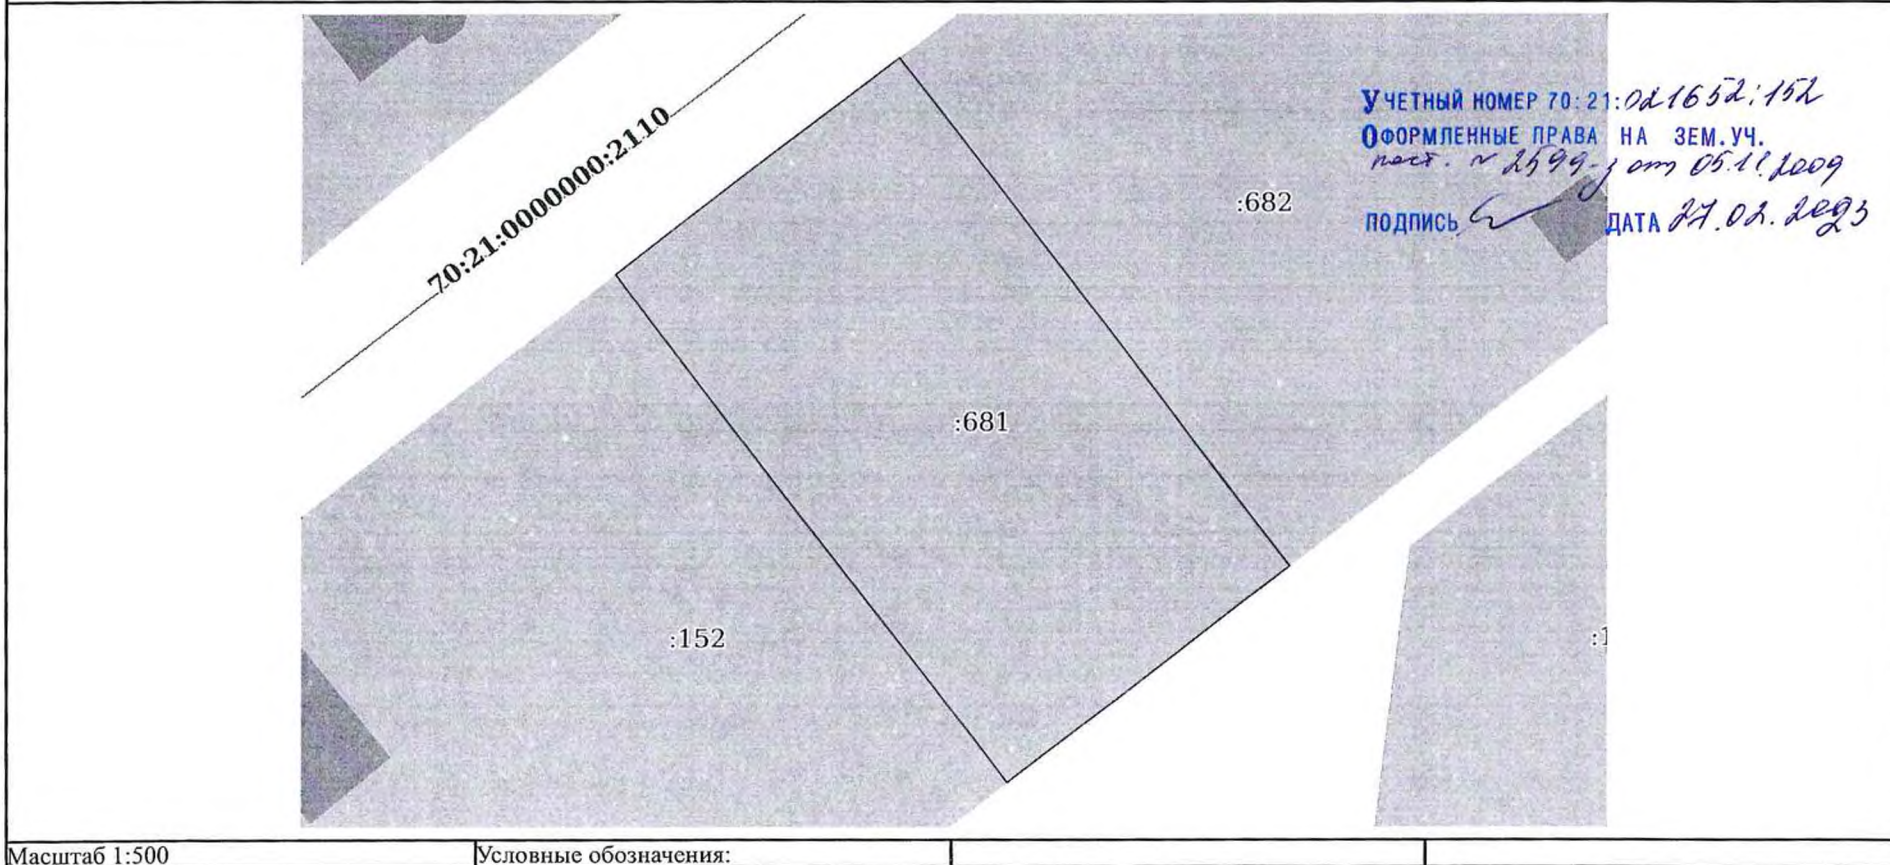 УЧЕТНЫЙ НОМЕР 70:21:021652:152
ОФОРМЛЕННЫЕ ПРАВА НА ЗЕМ.УЧ.
пост. № 2599-з от 05.11.2009
ПОДПИСЬ ДАТА 27.02.2023
70:21:0000000:2110
:682
:681
:152
:1
Масштаб 1:500 Условные обозначения: